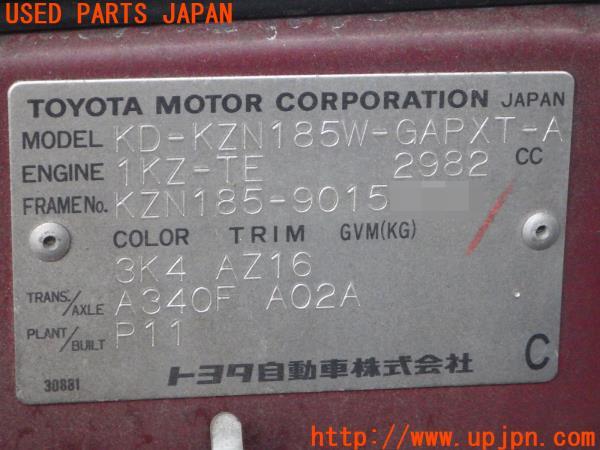 USED PARTS JAPAN
TOYOTA MOTOR CORPORATION JAPAN
MODEL KD-KZN185W-GAPXT-A
ENGINE 1KZ-TE 2982 CC
FRAME No. KZN185-9015
COLOR TRIM GVM(KG)
3K4 AZ16
TRANS./AXLE A340F A02A
PLANT/BUILT P11
トヨタ自動車株式会社 C
30881
http://www.upjpn.com